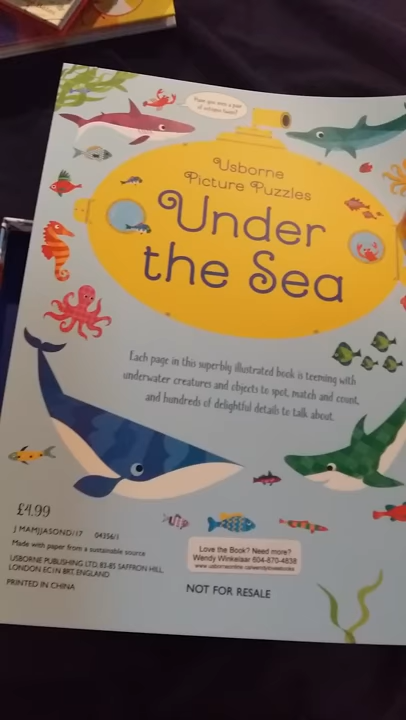 Have you seen a pair
of octopus twins?
Usborne
Picture Puzzles
Under
the Sea
Each page in this superbly illustrated book is teeming with
underwater creatures and objects to spot, match and count,
and hundreds of delightful details to talk about.
£4.99
J MAMJJASOND/17 04356/1
Made with paper from a sustainable source
USBORNE PUBLISHING LTD. 83-85 SAFFRON HILL,
LONDON EC1N 8RT, ENGLAND
PRINTED IN CHINA
Love the Book? Need more?
Wendy Winkelaar 604-870-4838
NOT FOR RESALE